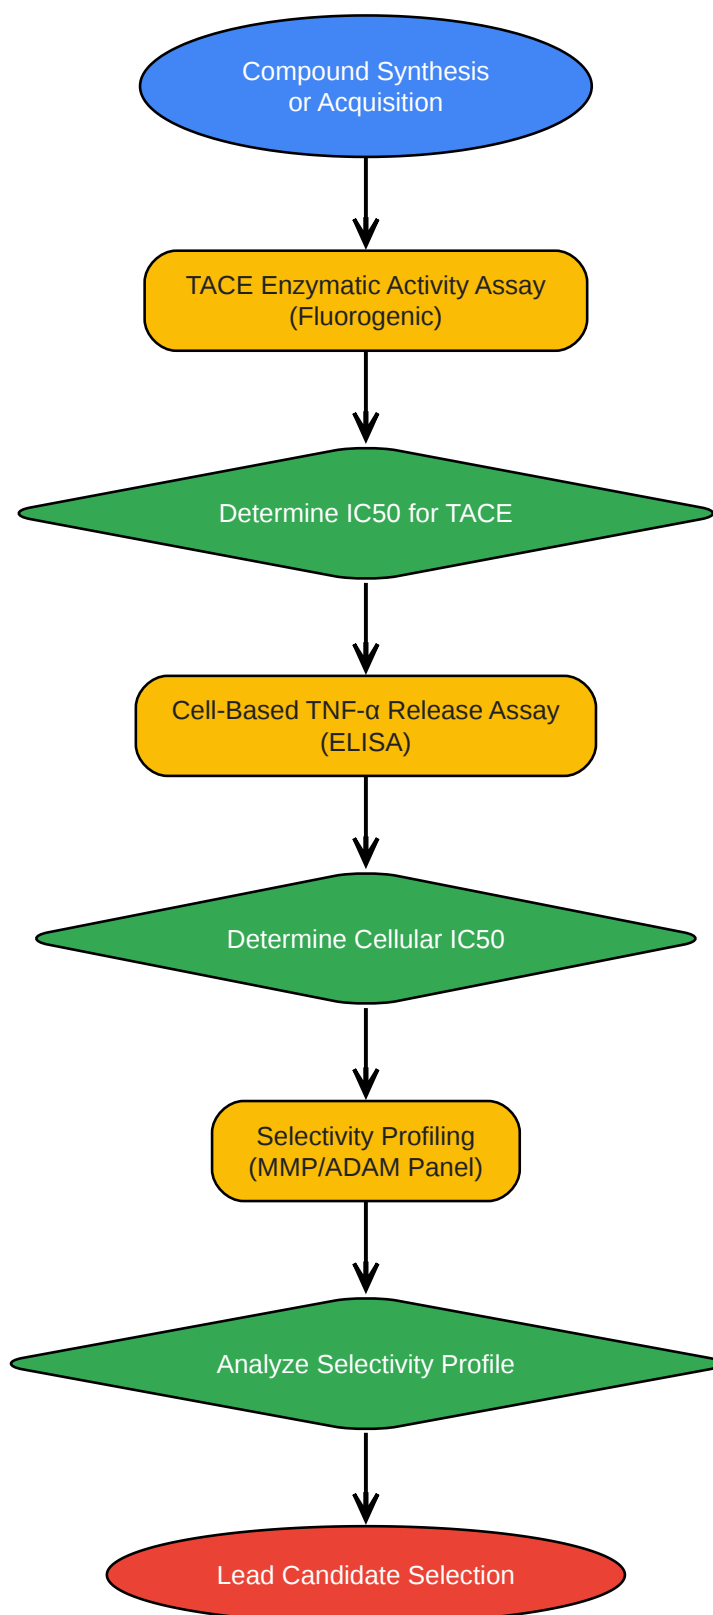 Compound Synthesis
or Acquisition
TACE Enzymatic Activity Assay
(Fluorogenic)
Determine IC50 for TACE
Cell-Based TNF-α Release Assay
(ELISA)
Determine Cellular IC50
Selectivity Profiling
(MMP/ADAM Panel)
Analyze Selectivity Profile
Lead Candidate Selection